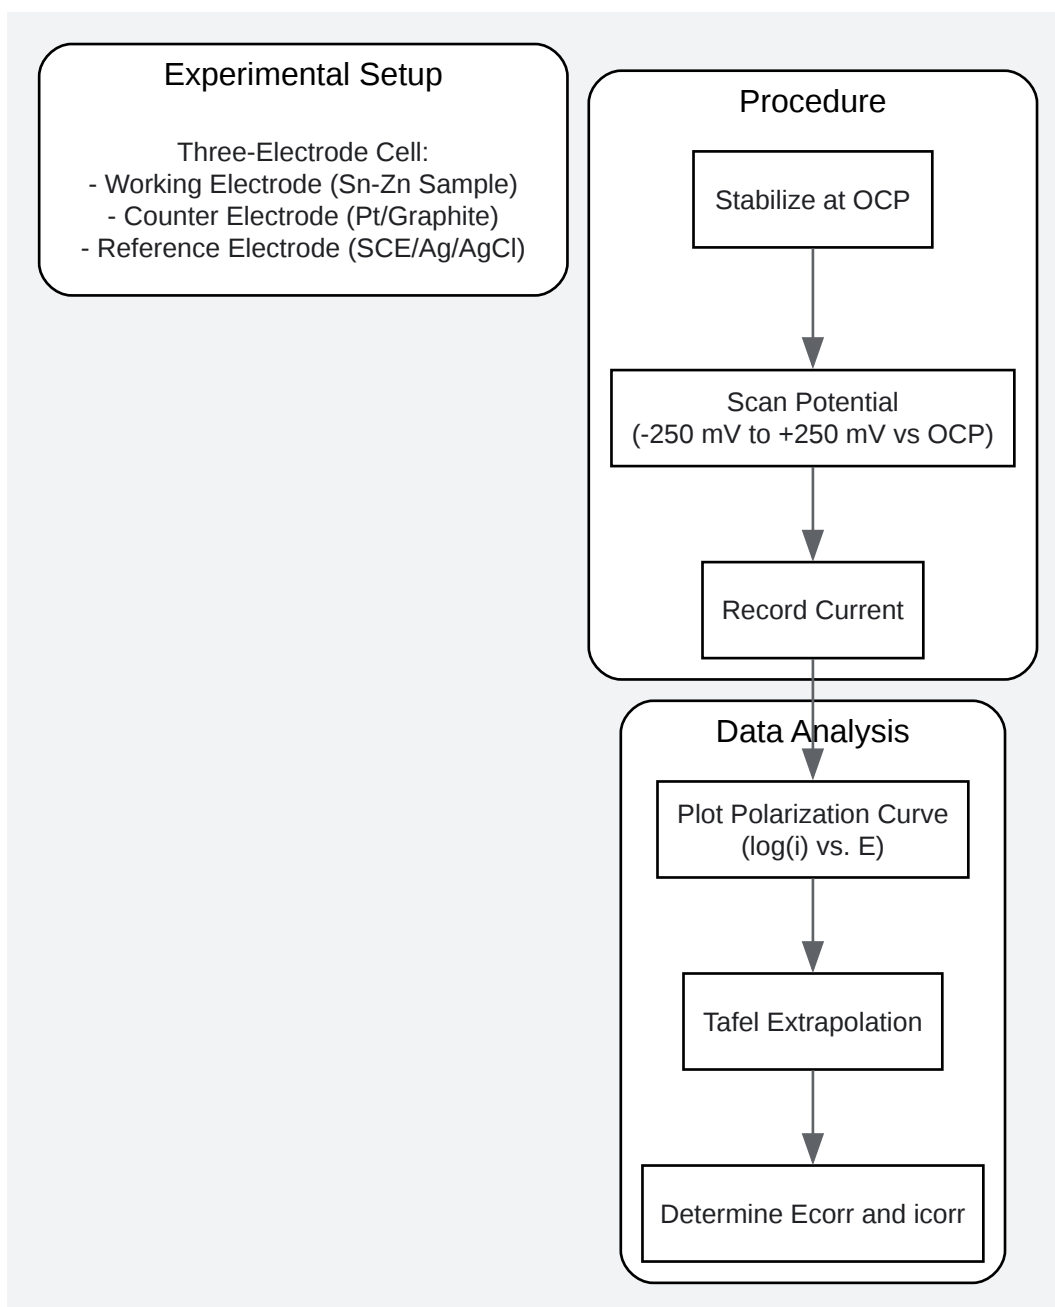 Experimental Setup
Three-Electrode Cell:
- Working Electrode (Sn-Zn Sample)
- Counter Electrode (Pt/Graphite)
- Reference Electrode (SCE/Ag/AgCl)
Procedure
Stabilize at OCP
Scan Potential
(-250 mV to +250 mV vs OCP)
Record Current
Data Analysis
Plot Polarization Curve
(log(i) vs. E)
Tafel Extrapolation
Determine Ecorr and icorr